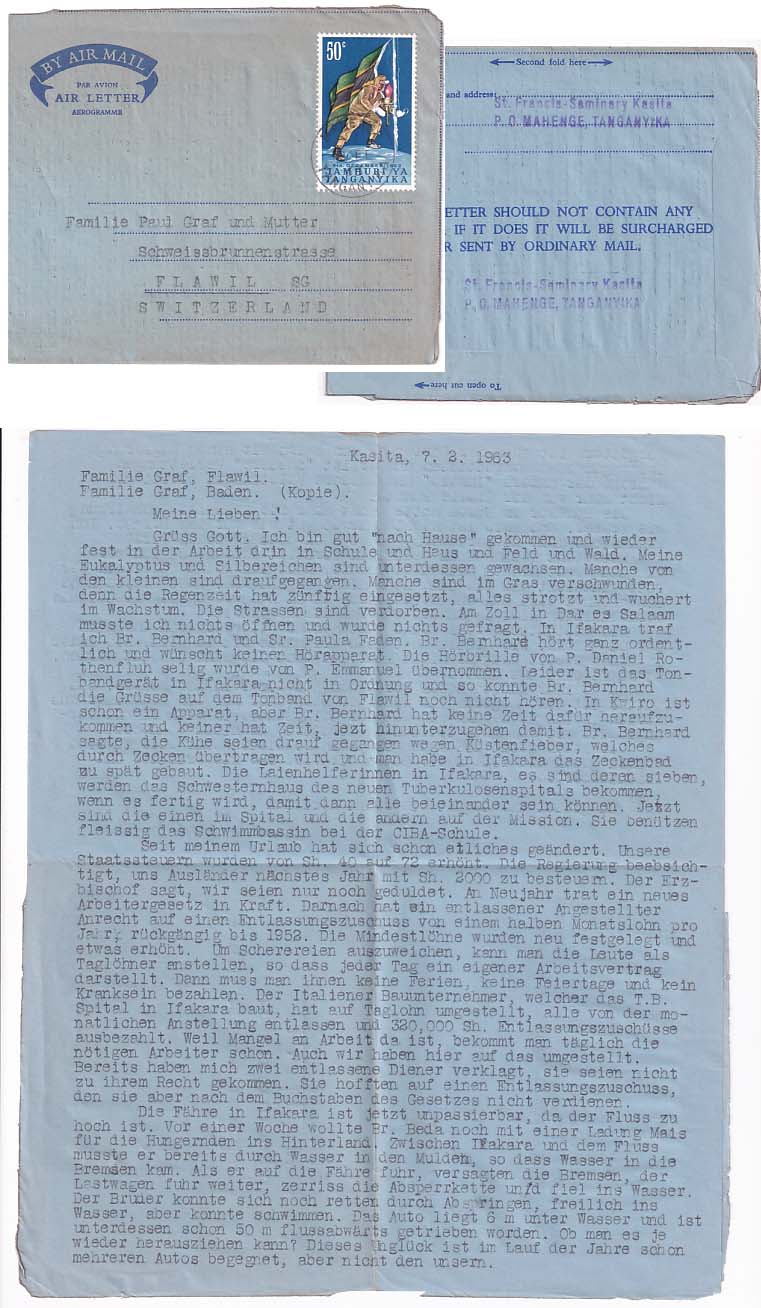 BY AIR MAIL
PAR AVION
AIR LETTER
AEROGRAMME
50c
JAMHURI YA
TANGANYIKA
Familie Paul Graf und Mutter
Schweissbrunnenstrasse
FLAWIL SG
SWITZERLAND
Second fold here
and address:
St. Francis-Seminary Kasita
P. O. MAHENGE, TANGANYIKA
ETTER SHOULD NOT CONTAIN ANY
IF IT DOES IT WILL BE SURCHARGED
R SENT BY ORDINARY MAIL.
St. Francis-Seminary Kasita
P. O. MAHENGE, TANGANYIKA
To open cut here
Kasita, 7. 2. 1963
Familie Graf, Flawil.
Familie Graf, Baden. (Kopie).
Meine Lieben !
Grüss Gott. Ich bin gut "nach Hause" gekommen und wieder
fest in der Arbeit drin in Schule und Haus und Feld und Wald. Meine
Eukalyptus und Silbereichen sind unterdessen gewachsen. Manche von
den kleinen sind draufgegangen. Manche sind im Gras verschwunden,
denn die Regenzeit hat zünftig eingesetzt, alles strotzt und wuchert
im Wachstum. Die Strassen sind verdorben. Am Zoll in Dar es Salaam
musste ich nichts öffnen und wurde nichts gefragt. In Ifakara traf
ich Br. Bernhard und Sr. Paula Faden. Br. Bernhard hört ganz ordent-
lich und wünscht keinen Hörapparat. Die Hörbrille von P. Daniel Ro-
thenfluh selig wurde von P. Emmanuel übernommen. Leider ist das Ton-
bandgerät in Ifakara nicht in Ordnung und so konnte Br. Bernhard
die Grüsse auf dem Tonband von Flawil noch nicht hören. In Kwiro ist
schon ein Apparat, aber Br. Bernhard hat keine Zeit dafür heraufzu-
kommen und keiner hat Zeit, jezt hinunterzugehen damit. Br. Bernhard
sagte, die Kühe seien drauf gegangen wegen Küstenfieber, welches
durch Zecken übertragen wird und man habe in Ifakara das Zeckenbad
zu spät gebaut. Die Laienhelferinnen in Ifakara, es sind deren sieben,
werden das Schwesternhaus des neuen Tuberkulosenspitals bekommen,
wenn es fertig wird, damit dann alle beieinander sein können. Jetzt
sind die einen im Spital und die andern auf der Mission. Sie benützen
fleissig das Schwimmbassin bei der CIBA-Schule.
Seit meinem Urlaub hat sich schon etliches geändert. Unsere
Staatssteuern wurden von Sh. 40 auf 72 erhöht. Die Regierung beabsich-
tigt, uns Ausländer nächstes Jahr mit Sh. 2000 zu besteuern. Der Erz-
bischof sagt, wir seien nur noch geduldet. An Neujahr trat ein neues
Arbeitergesetz in Kraft. Darnach hat ein entlassener Angestellter
Anrecht auf einen Entlassungszuschuss von einem halben Monatslohn pro
Jahr, rückgängig bis 1952. Die Mindestlöhne wurden neu festgelegt und
etwas erhöht. Um Scherereien auszuweichen, kann man die Leute als
Taglöhner anstellen, so dass jeder Tag ein eigener Arbeitsvertrag
darstellt. Dann muss man ihnen keine Ferien, keine Feiertage und kein
Kranksein bezahlen. Der Italiener Bauunternehmer, welcher das T.B.
Spital in Ifakara baut, hat auf Taglohn umgestellt, alle von der mo-
natlichen Anstellung entlassen und 320,000 Sh. Entlassungszuschüsse
ausbezahlt. Weil Mangel an Arbeit da ist, bekommt man täglich die
nötigen Arbeiter schon. Auch wir haben hier auf das umgestellt.
Bereits haben mich zwei entlassene Diener verklagt, sie seien nicht
zu ihrem Recht gekommen. Sie hofften auf einen Entlassungszuschuss,
den sie aber nach dem Buchstaben des Gesetzes nicht verdienen.
Die Fähre in Ifakara ist jetzt unpassierbar, da der Fluss zu
hoch ist. Vor einer Woche wollte Br. Beda noch mit einer Ladung Mais
für die Hungernden ins Hinterland. Zwischen Ifakara und dem Fluss
musste er bereits durch Wasser in den Mulden, so dass Wasser in die
Bremsen kam. Als er auf die Fähre fuhr, versagten die Bremsen, der
Lastwagen fuhr weiter, zerriss die Absperrkette un/d fiel ins Wasser.
Der Bruder konnte sich noch retten durch Abspringen, freilich ins
Wasser, aber konnte schwimmen. Das Auto liegt 6 m unter Wasser und ist
unterdessen schon 50 m flussabwärts getrieben worden. Ob man es je
wieder herausziehen kann? Dieses Unglück ist im Lauf der Jahre schon
mehreren Autos begegnet, aber nicht den unsern.